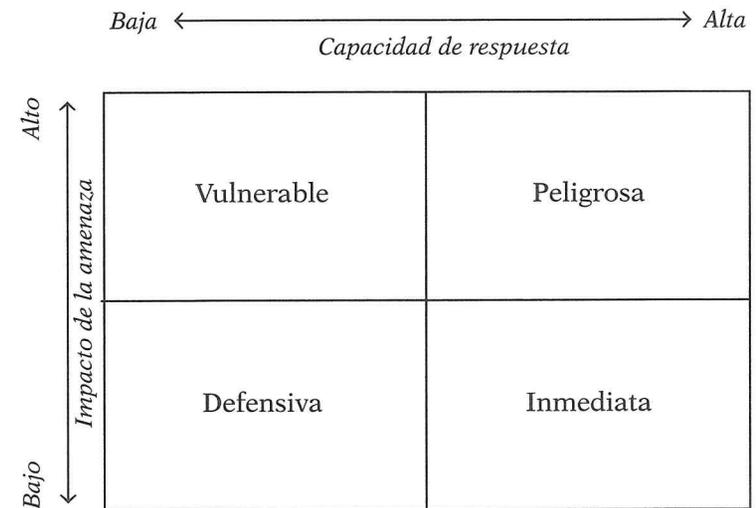 Baja Alta
Capacidad de respuesta
Alto
Impacto de la amenaza
Bajo
Vulnerable Peligrosa
Defensiva Inmediata